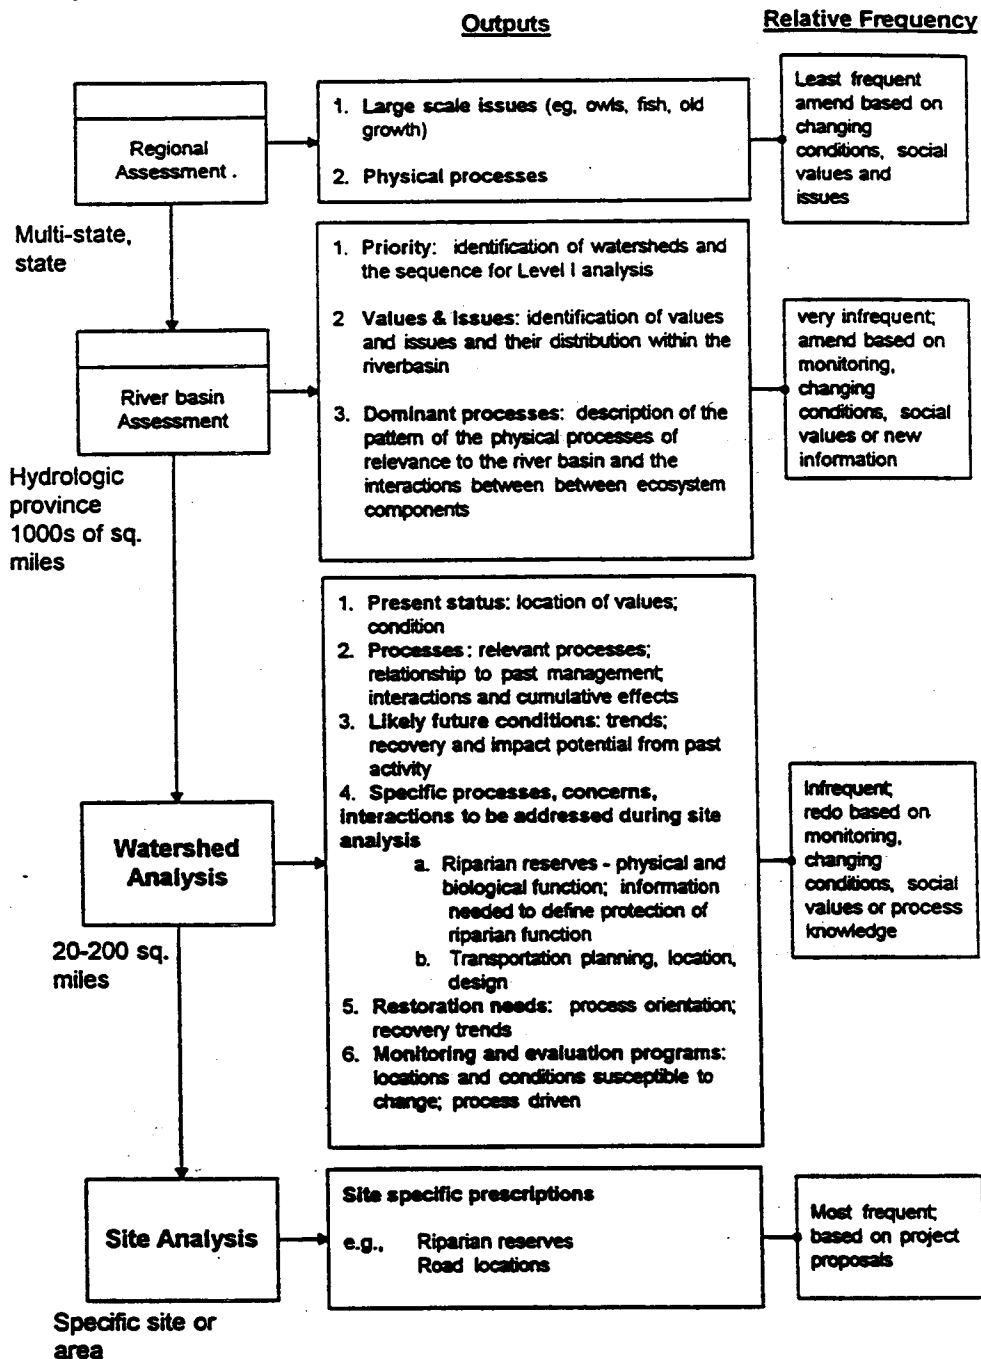 Outputs
Relative Frequency
Regional
Assessment .
1. Large scale issues (eg, owls, fish, old
growth)
2. Physical processes
Least frequent
amend based on
changing
conditions, social
values and
issues
Multi-state,
state
River basin
Assessment
1. Priority: identification of watersheds and
the sequence for Level I analysis
2 Values & Issues: identification of values
and issues and their distribution within the
riverbasin
3. Dominant processes: description of the
pattern of the physical processes of
relevance to the river basin and the
interactions between between ecosystem
components
very infrequent;
amend based on
monitoring,
changing
conditions, social
values or new
information
Hydrologic
province
1000s of sq.
miles
Watershed
Analysis
1. Present status: location of values;
condition
2. Processes: relevant processes;
relationship to past management;
interactions and cumulative effects
3. Likely future conditions: trends;
recovery and impact potential from past
activity
4. Specific processes, concerns,
interactions to be addressed during site
analysis
a. Riparian reserves - physical and
biological function; information
needed to define protection of
riparian function
b. Transportation planning, location,
design
5. Restoration needs: process orientation;
recovery trends
6. Monitoring and evaluation programs:
locations and conditions susceptible to
change; process driven
Infrequent;
redo based on
monitoring,
changing
conditions, social
values or process
knowledge
20-200 sq.
miles
Site Analysis
Site specific prescriptions
e.g., Riparian reserves
Road locations
Most frequent;
based on project
proposals
Specific site or
area